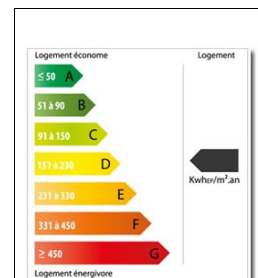 Logement économe
Logement
≤ 50 A
51 à 90 B
91 à 150 C
151 à 230 D
KwhEP/m².an
231 à 330 E
331 à 450 F
≥ 450 G
Logement énergivore